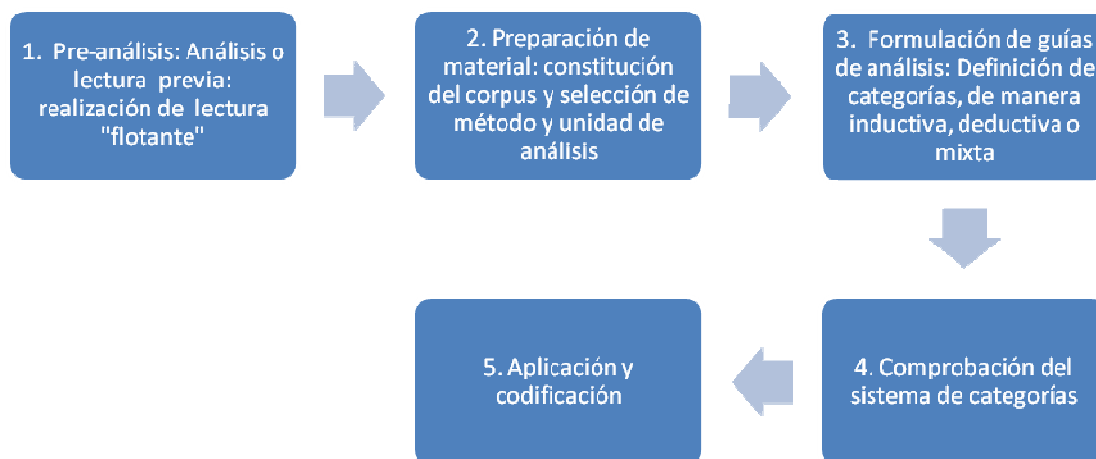 1. Pre-análisis: Análisis o
lectura previa:
realización de lectura
"flotante"
2. Preparación de
material: constitución
del corpus y selección de
método y unidad de
análisis
3. Formulación de guías
de análisis: Definición de
categorías, de manera
inductiva, deductiva o
mixta
4. Comprobación del
sistema de categorías
5. Aplicación y
codificación